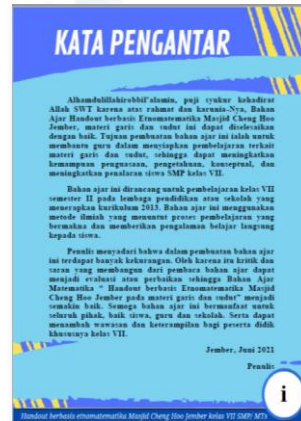 KATA PENGANTAR
Alhamdulillahirobbil'alamin, puji syukur kehadirat
Allah SWT karena atas rahmat dan karunia-Nya, Bahan
Ajar Handout berbasis Etnomatematika Masjid Cheng Hoo
Jember, materi garis dan sudut ini dapat diselesaikan
dengan baik. Tujuan pembuatan bahan ajar ini ialah untuk
membantu guru dalam menyiapkan pembelajaran terkait
materi garis dan sudut, sehingga dapat meningkatkan
kemampuan penguasaan, pengetahuan, konseptual, dan
meningkatkan penalaran siswa SMP kelas VII.
Bahan ajar ini dirancang untuk pembelajaran kelas VII
semester II pada lembaga pendidikan atau sekolah yang
menerapkan kurikulum 2013. Bahan ajar ini menggunakan
metode ilmiah yang menuntut proses pembelajaran yang
bermakna dan memberikan pengalaman belajar langsung
kepada siswa.
Penulis menyadari bahwa dalam pembuatan bahan ajar
ini terdapat banyak kekurangan. Oleh karena itu kritik dan
saran yang membangun dari pembaca bahan ajar dapat
menjadi evaluasi atau perbaikan sehingga Bahan Ajar
Matematika " Handout berbasis Etnomatematika Masjid
Cheng Hoo Jember pada materi garis dan sudut" menjadi
semakin baik. Semoga bahan ajar ini bermanfaat untuk
seluruh pihak, baik siswa, guru dan sekolah. Serta dapat
menambah wawasan dan keterampilan bagi peserta didik
khususnya kelas VII.
Jember, Juni 2021
Penulis
i
Handout berbasis etnomatematika Masjid Cheng Hoo Jember kelas VII SMP/ MTs